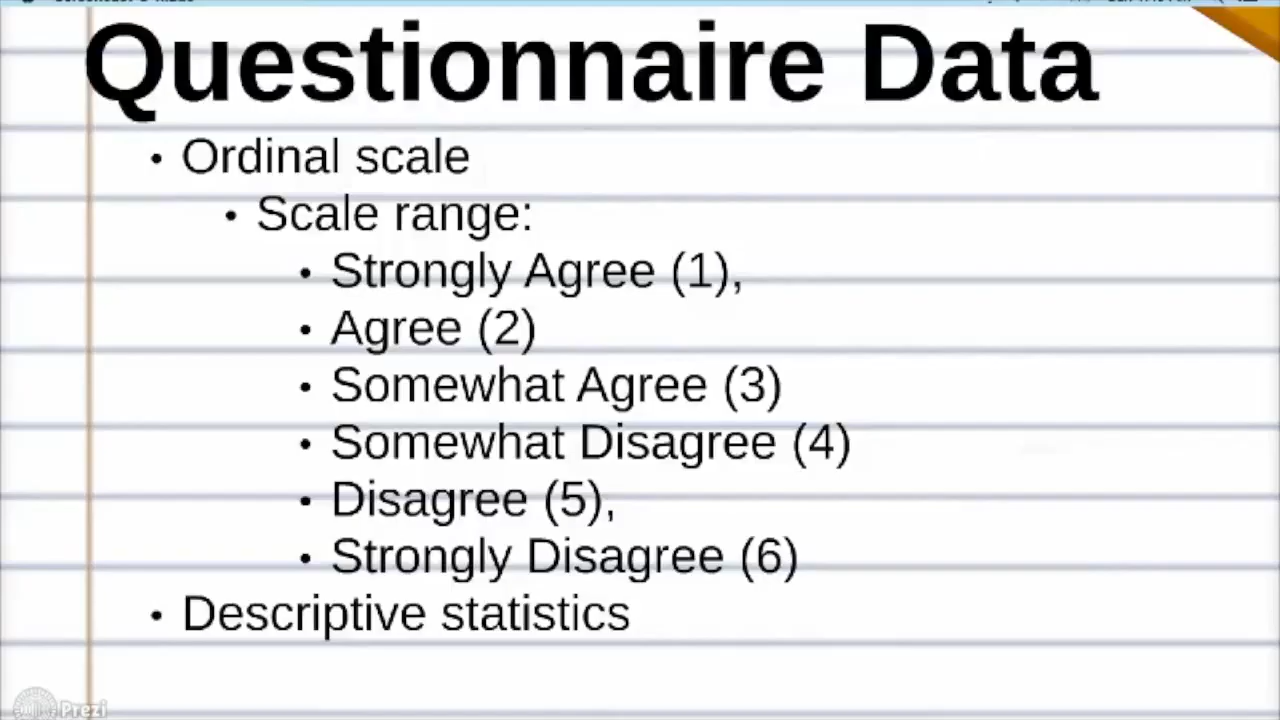 Questionnaire Data
• Ordinal scale
• Scale range:
• Strongly Agree (1),
• Agree (2)
• Somewhat Agree (3)
• Somewhat Disagree (4)
• Disagree (5),
• Strongly Disagree (6)
• Descriptive statistics
Prezi